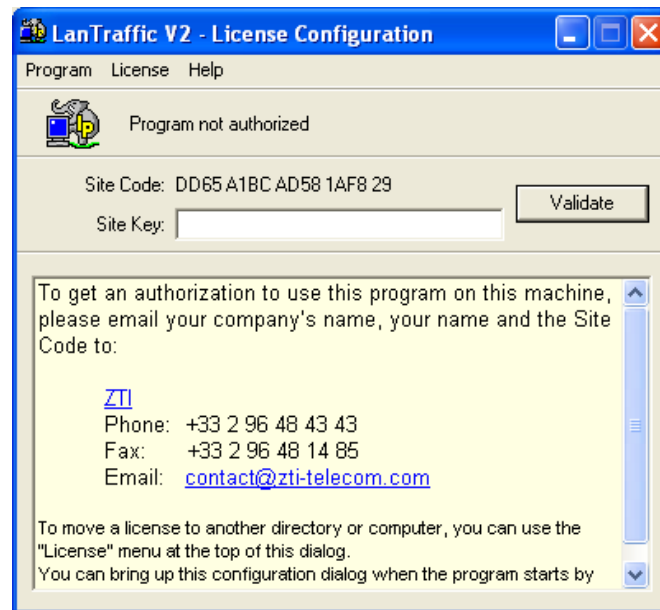 LanTraffic V2 - License Configuration
Program License Help
Program not authorized
Site Code: DD65 A1BC AD58 1AF8 29
Site Key:
Validate
To get an authorization to use this program on this machine,
please email your company's name, your name and the Site
Code to:
ZTI
Phone: +33 2 96 48 43 43
Fax: +33 2 96 48 14 85
Email: contact@zti-telecom.com
To move a license to another directory or computer, you can use the
"License" menu at the top of this dialog.
You can bring up this configuration dialog when the program starts by